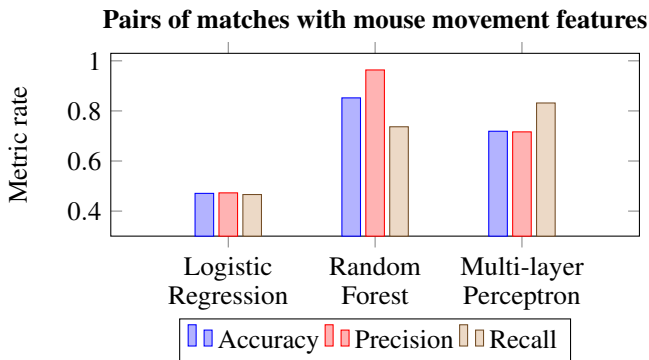 Pairs of matches with mouse movement features
Metric rate
1
0.8
0.6
0.4
Logistic Regression
Random Forest
Multi-layer Perceptron
Accuracy Precision Recall